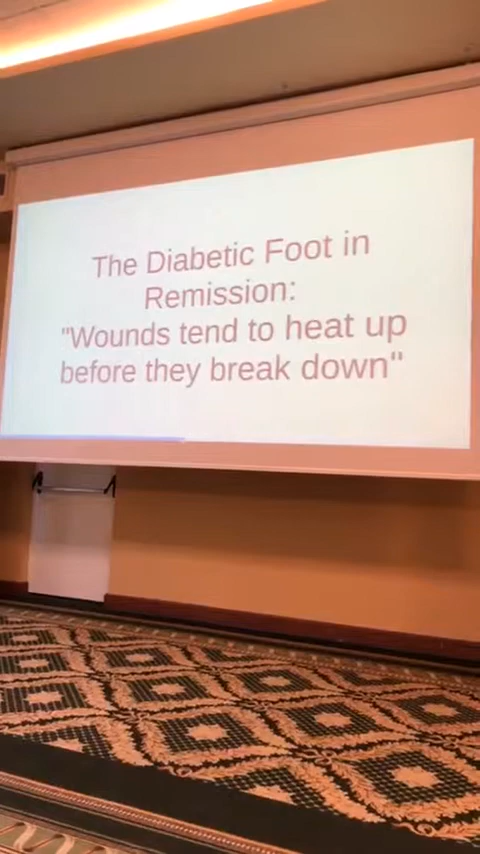 The Diabetic Foot in
Remission:
"Wounds tend to heat up
before they break down"